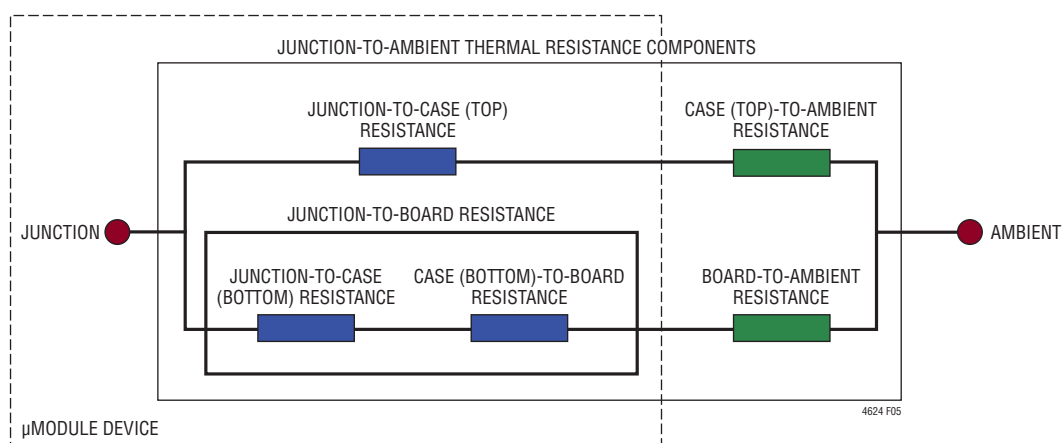 JUNCTION-TO-AMBIENT THERMAL RESISTANCE COMPONENTS
JUNCTION-TO-CASE (TOP)
RESISTANCE
CASE (TOP)-TO-AMBIENT
RESISTANCE
JUNCTION-TO-BOARD RESISTANCE
JUNCTION
AMBIENT
JUNCTION-TO-CASE
(BOTTOM) RESISTANCE
CASE (BOTTOM)-TO-BOARD
RESISTANCE
BOARD-TO-AMBIENT
RESISTANCE
4624 F05
µMODULE DEVICE